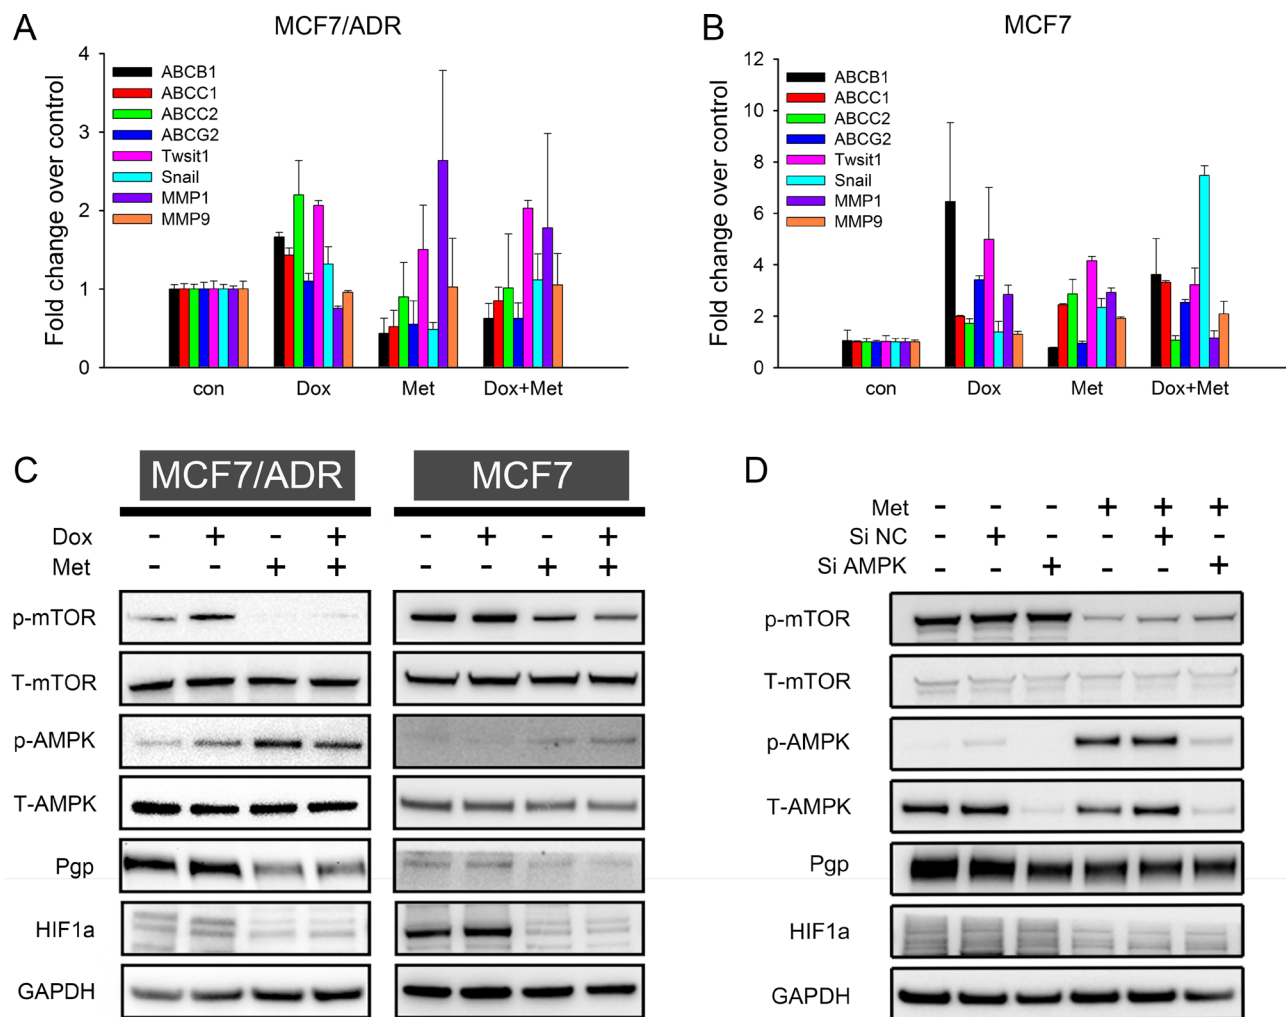 A
MCF7/ADR
Fold change over control
4
3
2
1
0
ABCB1
ABCC1
ABCC2
ABCG2
Twsit1
Snail
MMP1
MMP9
con Dox Met Dox+Met
B
MCF7
Fold change over control
12
10
8
6
4
2
0
ABCB1
ABCC1
ABCC2
ABCG2
Twsit1
Snail
MMP1
MMP9
con Dox Met Dox+Met
C
MCF7/ADR MCF7
Dox - + - + - + - +
Met - - + + - - + +
p-mTOR
T-mTOR
p-AMPK
T-AMPK
Pgp
HIF1a
GAPDH
D
Met - - - + + +
Si NC - + - - + -
Si AMPK - - + - - +
p-mTOR
T-mTOR
p-AMPK
T-AMPK
Pgp
HIF1a
GAPDH